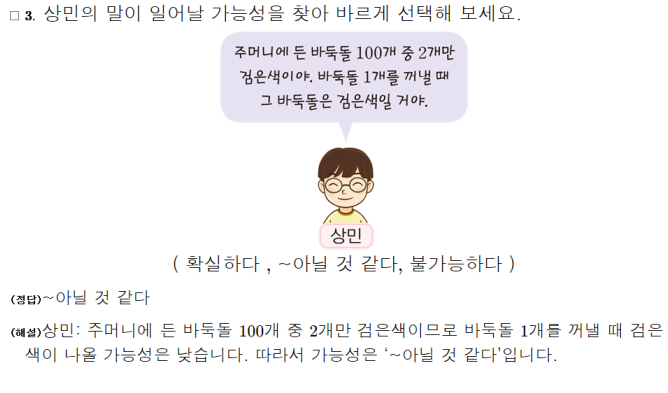 □ 3. 상민의 말이 일어날 가능성을 찾아 바르게 선택해 보세요.
주머니에 든 바둑돌 100개 중 2개만
검은색이야. 바둑돌 1개를 꺼낼 때
그 바둑돌은 검은색일 거야.
상민
( 확실하다 , ~아닐 것 같다, 불가능하다 )
(정답)~아닐 것 같다
(해설)상민: 주머니에 든 바둑돌 100개 중 2개만 검은색이므로 바둑돌 1개를 꺼낼 때 검은
색이 나올 가능성은 낮습니다. 따라서 가능성은 ‘~아닐 것 같다’입니다.